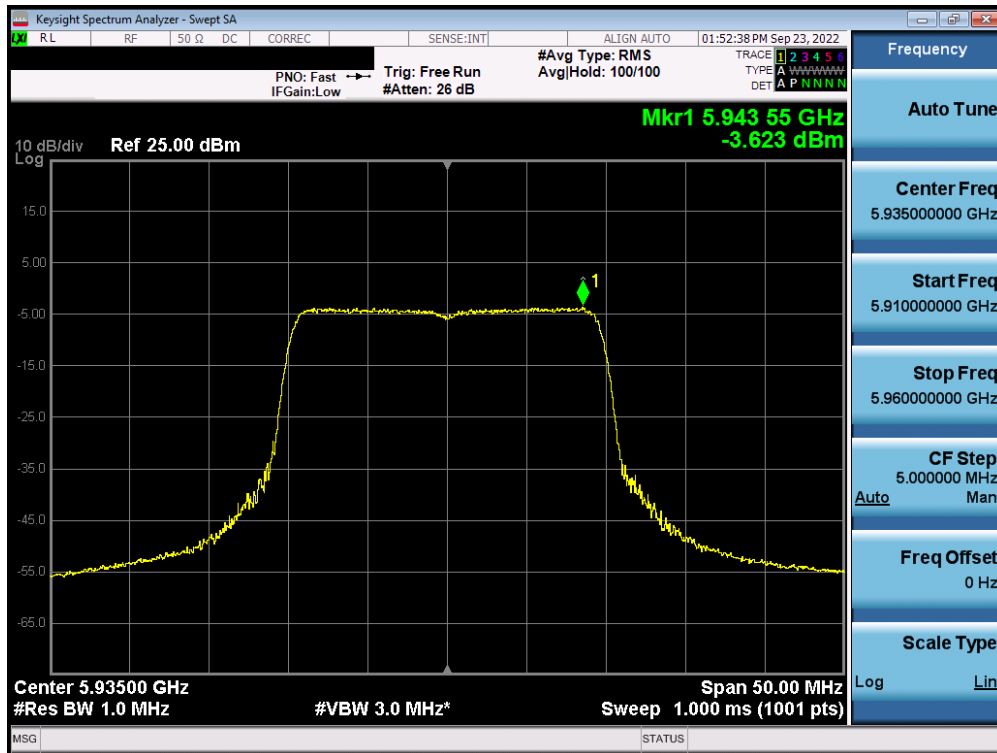 Keysight Spectrum Analyzer - Swept SA
LXI RL RF 50 Ω DC CORREC SENSE:INT ALIGN AUTO 01:52:38 PM Sep 23, 2022
PNO: Fast Trig: Free Run #Avg Type: RMS TRACE 1 2 3 4 5 6
IFGain:Low #Atten: 26 dB Avg|Hold: 100/100 TYPE A WWWWW
DET A P N N N N
Mkr1 5.943 55 GHz
-3.623 dBm
10 dB/div Ref 25.00 dBm
Log
15.0
5.00
1
-5.00
-15.0
-25.0
-35.0
-45.0
-55.0
-65.0
Center 5.93500 GHz Span 50.00 MHz
#Res BW 1.0 MHz #VBW 3.0 MHz* Sweep 1.000 ms (1001 pts)
MSG STATUS
Frequency
Auto Tune
Center Freq
5.935000000 GHz
Start Freq
5.910000000 GHz
Stop Freq
5.960000000 GHz
CF Step
5.000000 MHz
Auto Man
Freq Offset
0 Hz
Scale Type
Log Lin